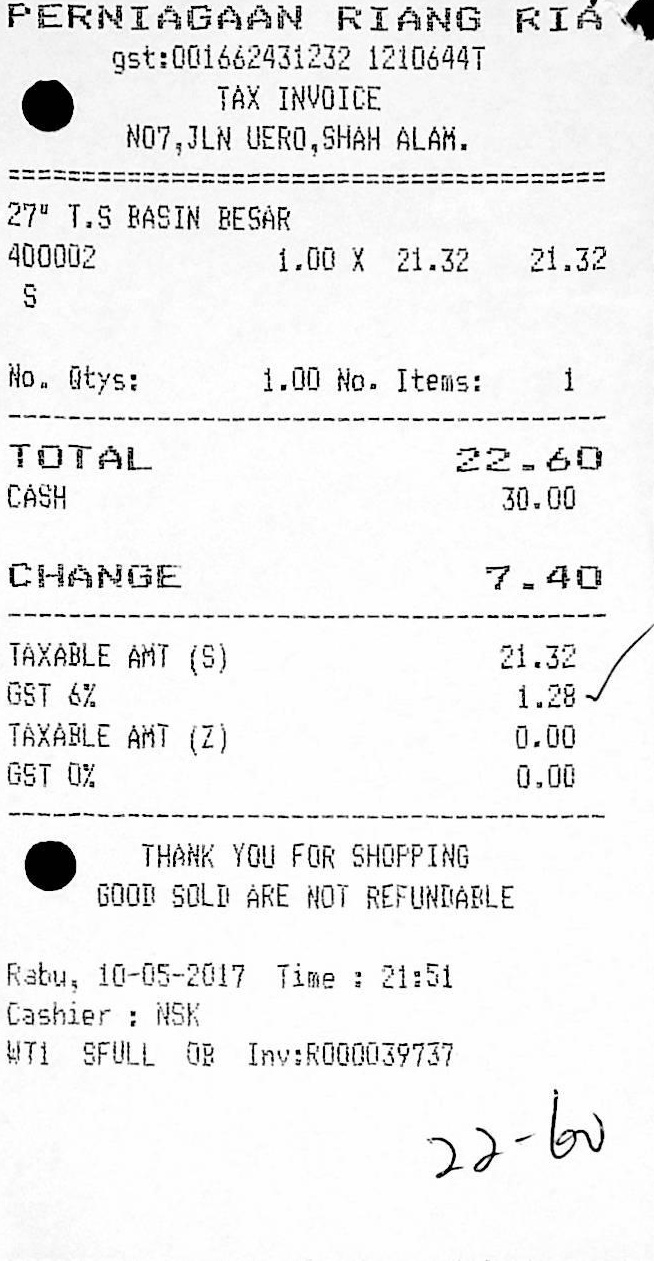 PERNIAGAAN RIANG RIA
gst:001662431232 1210644T
TAX INVOICE
NO7,JLN UERO,SHAH ALAM.
========================================
27" T.S BASIN BESAR
400002 1.00 X 21.32 21.32
S
No. Qtys: 1.00 No. Items: 1
----------------------------------------
TOTAL 22.60
CASH 30.00
CHANGE 7.40
----------------------------------------
TAXABLE AMT (S) 21.32
GST 6% 1.28
TAXABLE AMT (Z) 0.00
GST 0% 0.00
----------------------------------------
THANK YOU FOR SHOPPING
GOOD SOLD ARE NOT REFUNDABLE
Rabu, 10-05-2017 Time : 21:51
Cashier : NSK
WT1 SFULL OB Inv:R000039737
22-60